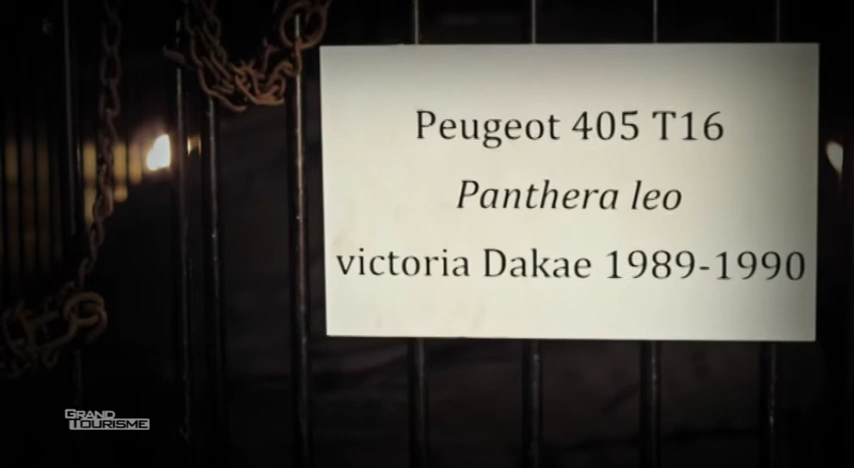 Peugeot 405 T16
Panthera leo
victoria Dakae 1989-1990
GRAND
TOURISME